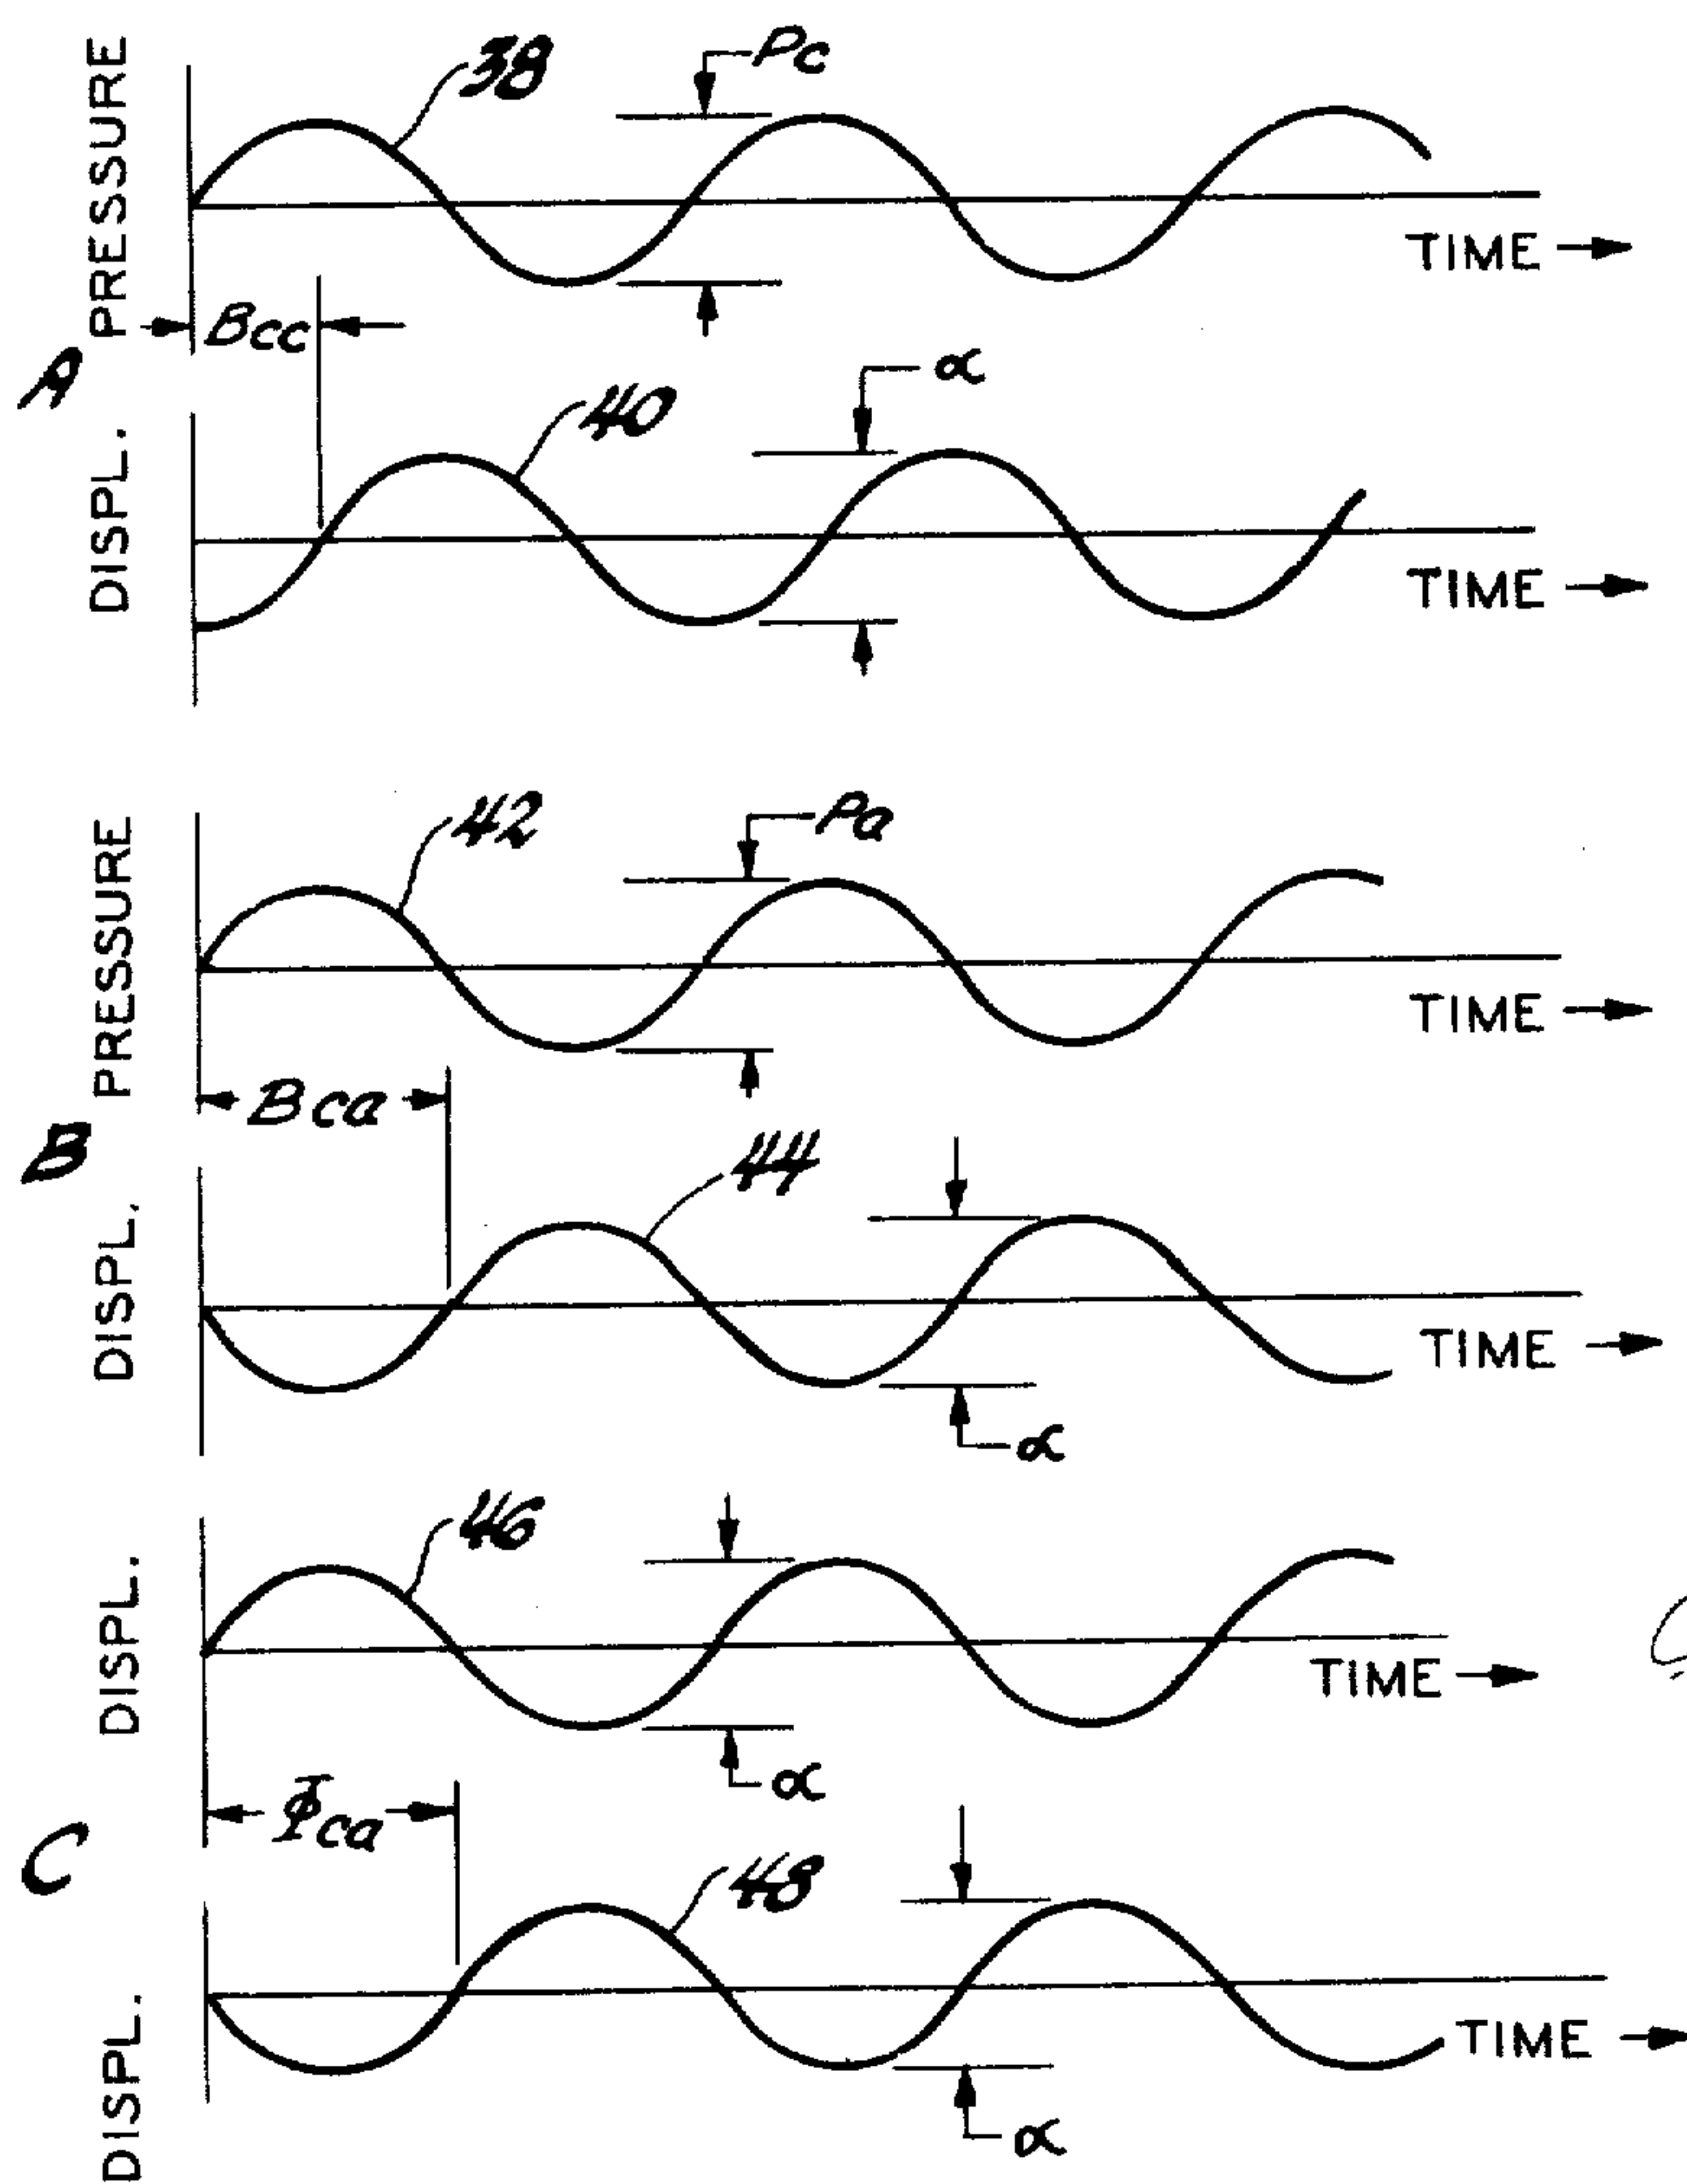 PRESSURE
38
Pc
TIME
Bcc
A
DISPL.
40
α
TIME
PRESSURE
42
Pa
TIME
Bca
B
DISPL.
44
α
TIME
DISPL.
46
α
TIME
Φca
C
DISPL.
48
α
TIME